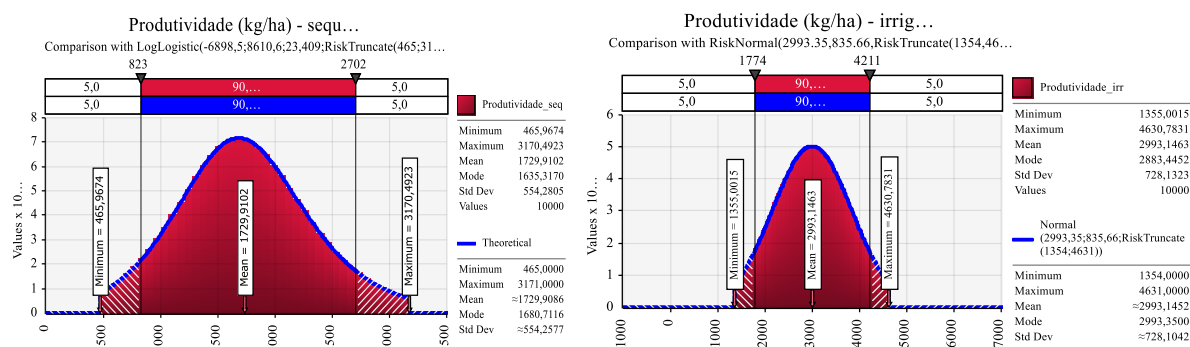 Produtividade (kg/ha) - sequ…
Comparison with LogLogistic(-6898,5;8610,6;23,409;RiskTruncate(465;31…
823
2702
5,0
90,…
5,0
5,0
90,…
5,0
8
7
6
5
4
3
2
1
0
Values x 10…
Minimum = 465,9674
Mean = 1729,9102
Maximum = 3170,4923
0
500
000
500
000
500
000
500
Produtividade_seq
Minimum 465,9674
Maximum 3170,4923
Mean 1729,9102
Mode 1635,3170
Std Dev 554,2805
Values 10000
Theoretical
Minimum 465,0000
Maximum 3171,0000
Mean ≈1729,9086
Mode 1680,7116
Std Dev ≈554,2577
Produtividade (kg/ha) - irrig…
Comparison with RiskNormal(2993.35,835.66,RiskTruncate(1354,46…
1774
4211
5,0
90,…
5,0
5,0
90,…
5,0
6
5
4
3
2
1
0
Values x 10…
Minimum = 1355,0015
Mean = 2993,1463
Maximum = 4630,7831
1000
0
1000
2000
3000
4000
5000
6000
7000
Produtividade_irr
Minimum 1355,0015
Maximum 4630,7831
Mean 2993,1463
Mode 2883,4452
Std Dev 728,1323
Values 10000
Normal
(2993,35;835,66;RiskTruncate
(1354;4631))
Minimum 1354,0000
Maximum 4631,0000
Mean ≈2993,1452
Mode 2993,3500
Std Dev ≈728,1042